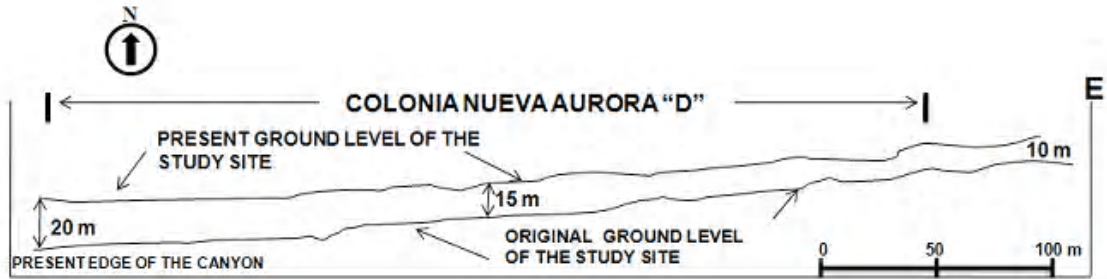 N
COLONIA NUEVA AURORA “D”
E
PRESENT GROUND LEVEL OF THE
STUDY SITE
10 m
15 m
20 m
ORIGINAL GROUND LEVEL
OF THE STUDY SITE
PRESENT EDGE OF THE CANYON
0 50 100 m